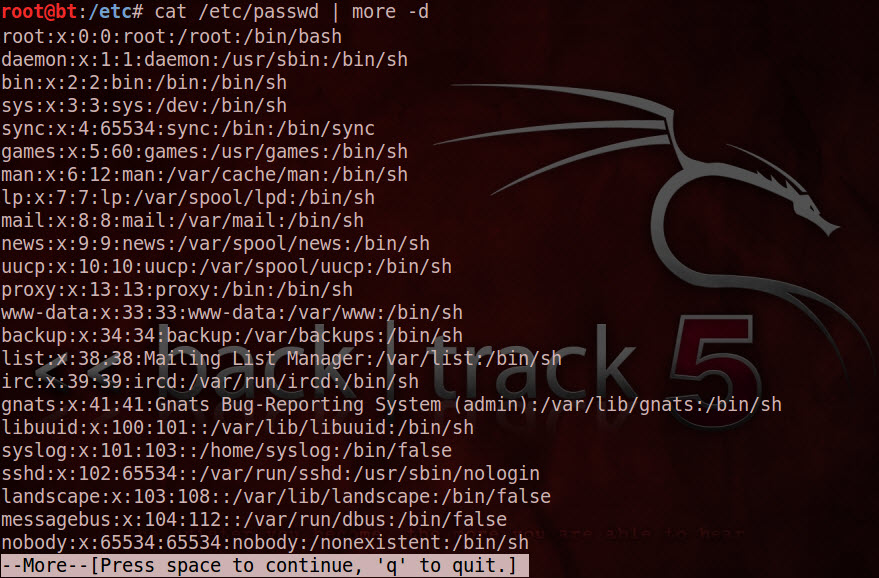 root@bt:/etc# cat /etc/passwd | more -d
root:x:0:0:root:/root:/bin/bash
daemon:x:1:1:daemon:/usr/sbin:/bin/sh
bin:x:2:2:bin:/bin:/bin/sh
sys:x:3:3:sys:/dev:/bin/sh
sync:x:4:65534:sync:/bin:/bin/sync
games:x:5:60:games:/usr/games:/bin/sh
man:x:6:12:man:/var/cache/man:/bin/sh
lp:x:7:7:lp:/var/spool/lpd:/bin/sh
mail:x:8:8:mail:/var/mail:/bin/sh
news:x:9:9:news:/var/spool/news:/bin/sh
uucp:x:10:10:uucp:/var/spool/uucp:/bin/sh
proxy:x:13:13:proxy:/bin:/bin/sh
www-data:x:33:33:www-data:/var/www:/bin/sh
backup:x:34:34:backup:/var/backups:/bin/sh
list:x:38:38:Mailing List Manager:/var/list:/bin/sh
<< back | track 5
irc:x:39:39:ircd:/var/run/ircd:/bin/sh
gnats:x:41:41:Gnats Bug-Reporting System (admin):/var/lib/gnats:/bin/sh
libuuid:x:100:101::/var/lib/libuuid:/bin/sh
syslog:x:101:103::/home/syslog:/bin/false
sshd:x:102:65534::/var/run/sshd:/usr/sbin/nologin
landscape:x:103:108::/var/lib/landscape:/bin/false
messagebus:x:104:112::/var/run/dbus:/bin/false
you are able to hear
nobody:x:65534:65534:nobody:/nonexistent:/bin/sh
--More--[Press space to continue, 'q' to quit.]